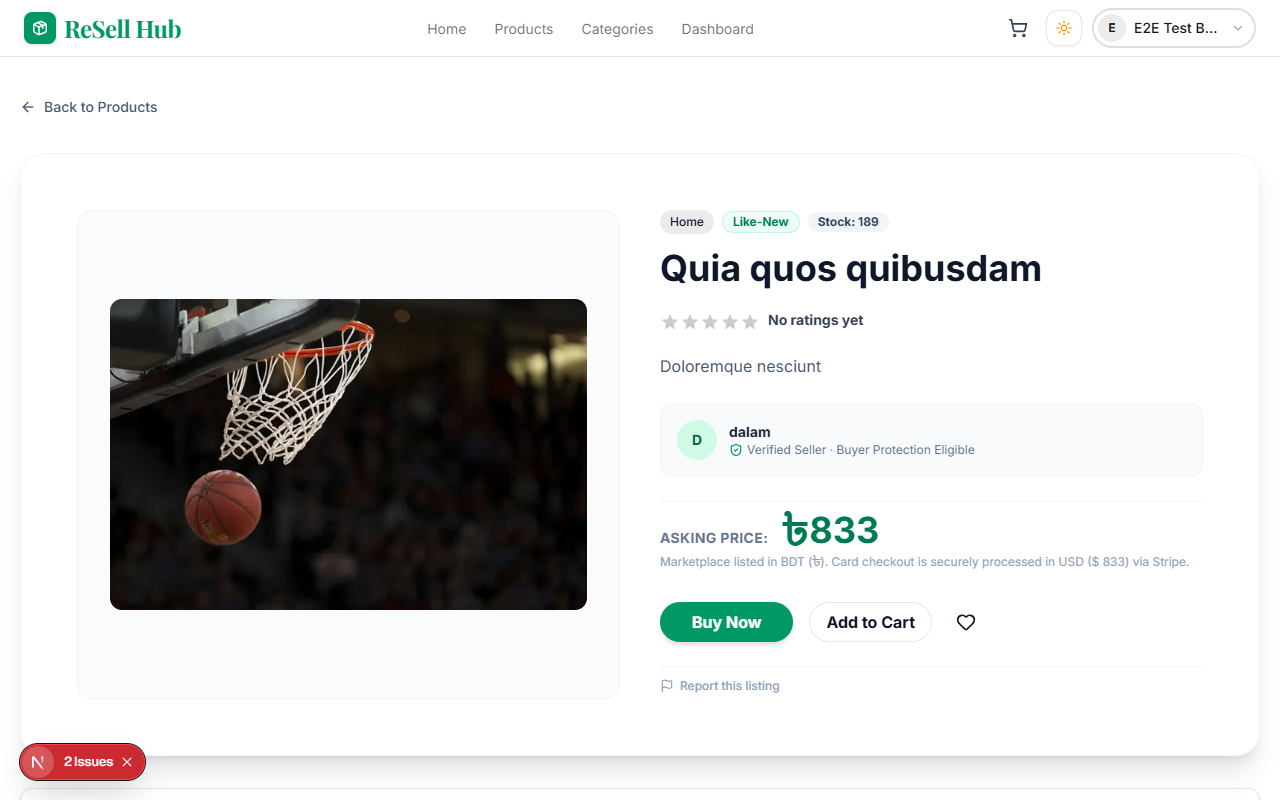 ReSell Hub
Home Products Categories Dashboard
E E2E Test B...
Back to Products
Home Like-New Stock: 189
Quia quos quibusdam
No ratings yet
Doloremque nesciunt
D dalam
Verified Seller · Buyer Protection Eligible
ASKING PRICE: ৳833
Marketplace listed in BDT (৳). Card checkout is securely processed in USD ($ 833) via Stripe.
Buy Now Add to Cart
Report this listing
N 2 Issues